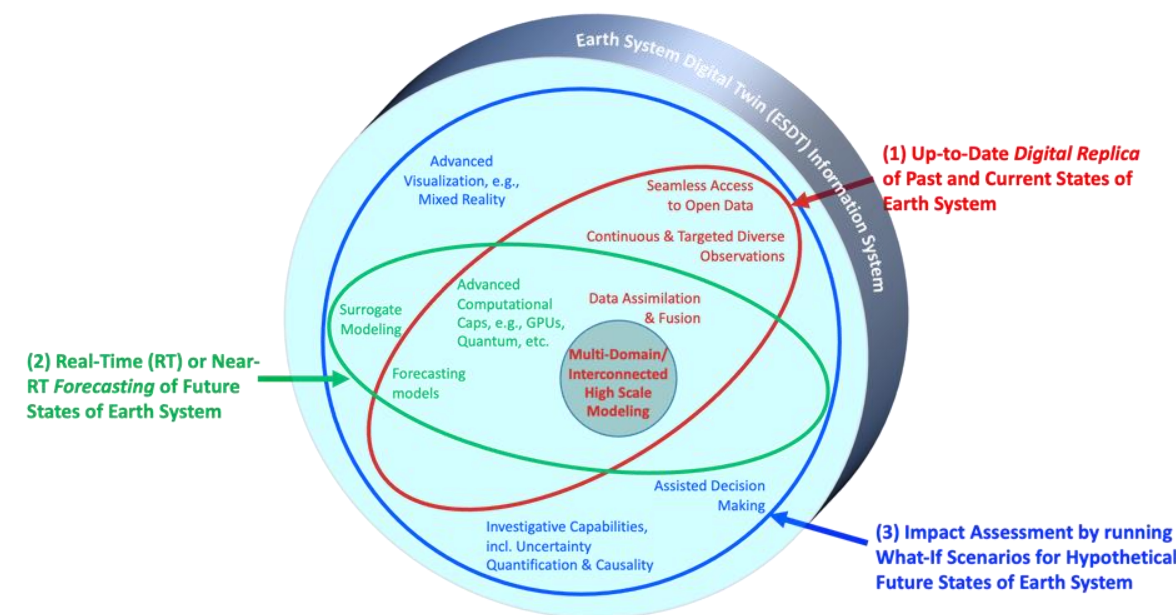 Earth System Digital Twin (ESDT) Information System
Advanced
Visualization, e.g.,
Mixed Reality
Seamless Access
to Open Data
Continuous & Targeted Diverse
Observations
(1) Up-to-Date Digital Replica
of Past and Current States of
Earth System
Surrogate
Modeling
Advanced
Computational
Caps, e.g., GPUs,
Quantum, etc.
Data Assimilation
& Fusion
Forecasting
models
Multi-Domain/
Interconnected
High Scale
Modeling
(2) Real-Time (RT) or Near-
RT Forecasting of Future
States of Earth System
Assisted Decision
Making
Investigative Capabilities,
incl. Uncertainty
Quantification & Causality
(3) Impact Assessment by running
What-If Scenarios for Hypothetical
Future States of Earth System